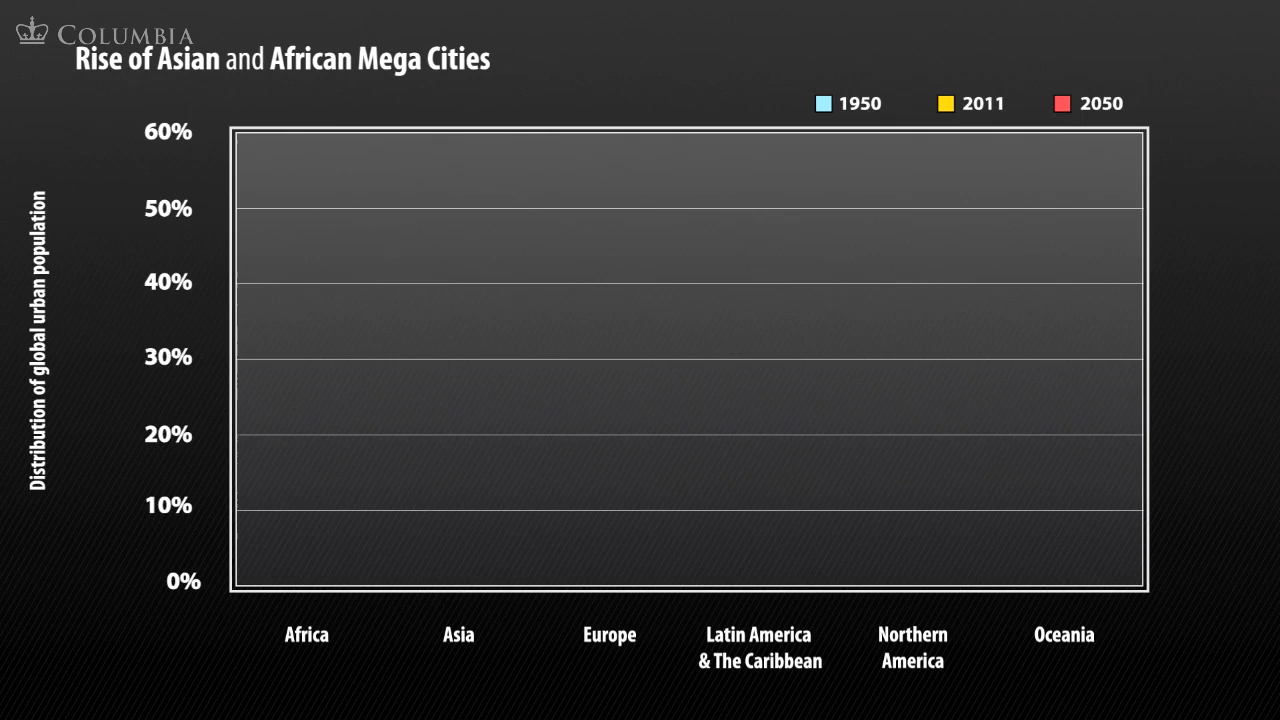 COLUMBIA
Rise of Asian and African Mega Cities
1950 2011 2050
60%
50%
40%
30%
20%
10%
0%
Distribution of global urban population
Africa Asia Europe Latin America Northern Oceania
& The Caribbean America